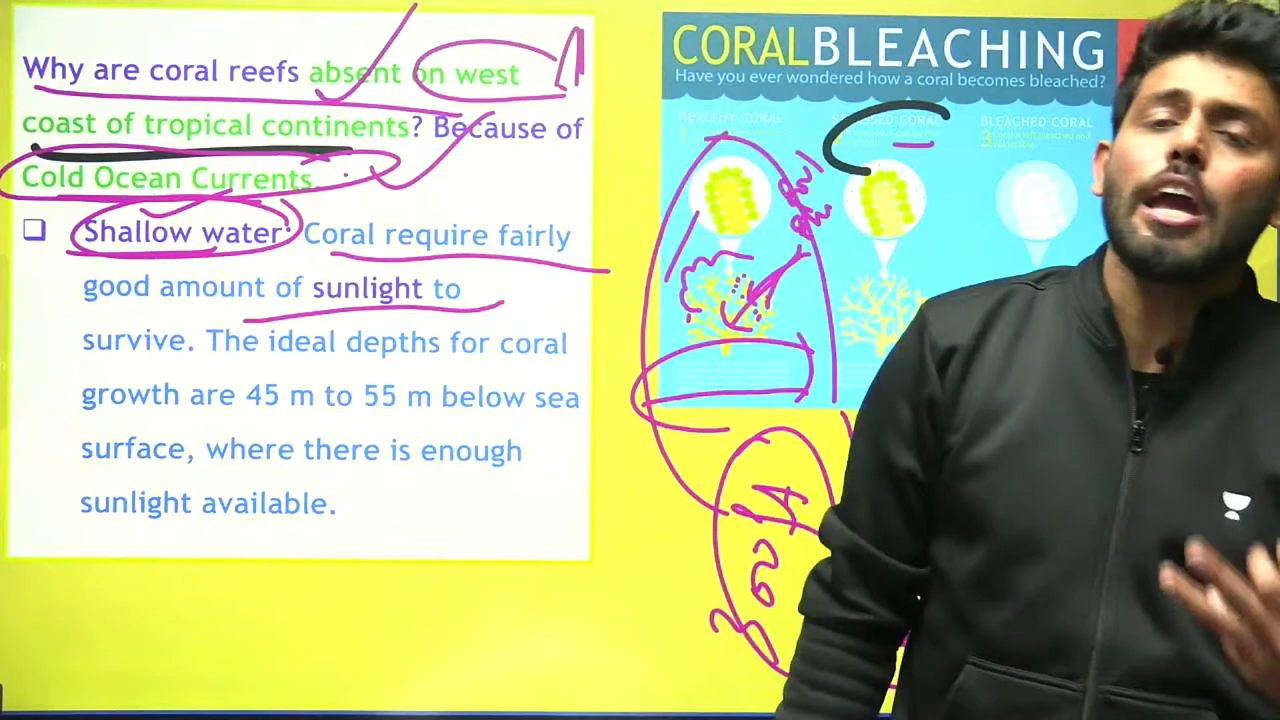 Why are coral reefs absent on west
coast of tropical continents? Because of
Cold Ocean Currents.
Shallow water: Coral require fairly
good amount of sunlight to
survive. The ideal depths for coral
growth are 45 m to 55 m below sea
surface, where there is enough
sunlight available.
CORALBLEACHING
Have you ever wondered how a coral becomes bleached?
HEALTHY CORAL
1
BLEACHED CORAL
3